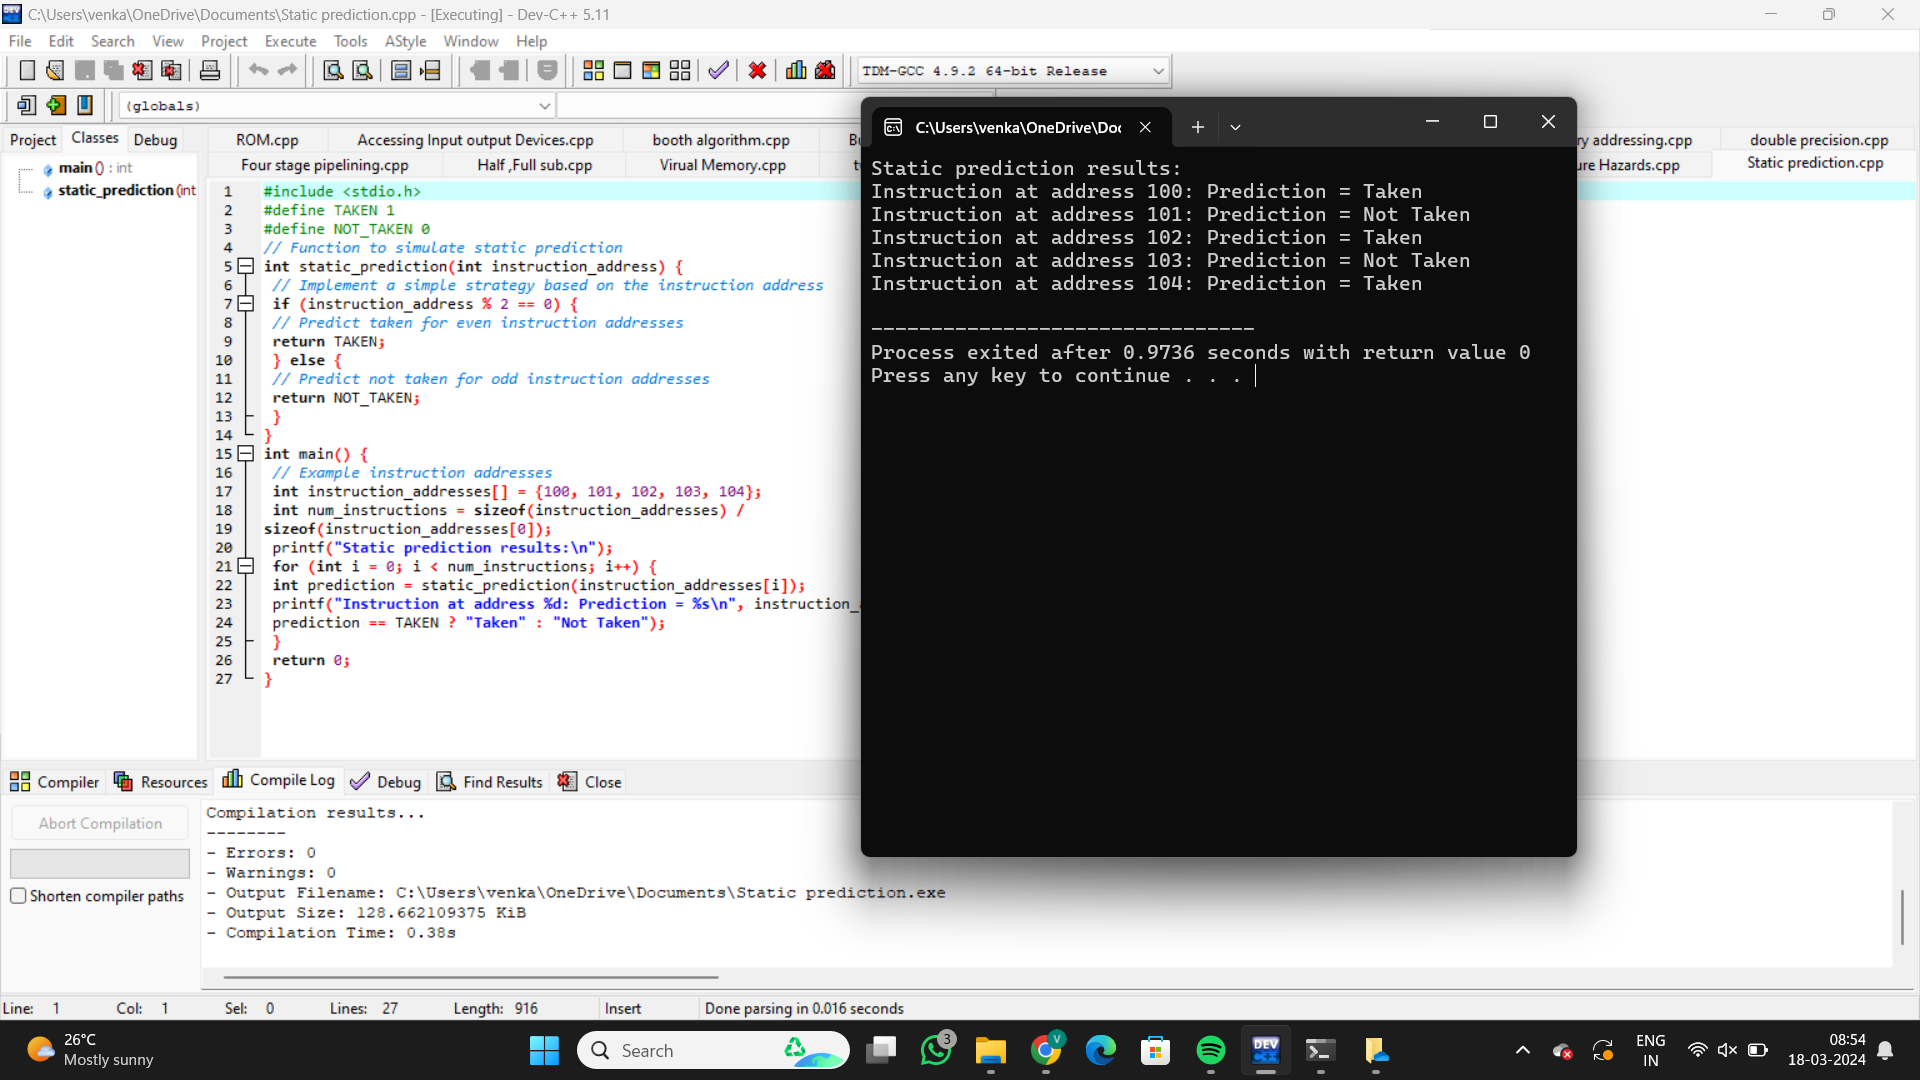 C:\Users\venka\OneDrive\Documents\Static prediction.cpp - [Executing] - Dev-C++ 5.11
File Edit Search View Project Execute Tools AStyle Window Help
TDM-GCC 4.9.2 64-bit Release
(globals)
Project Classes Debug
main () : int
static_prediction (int
ROM.cpp Accessing Input output Devices.cpp booth algorithm.cpp ry addressing.cpp double precision.cpp
Four stage pipelining.cpp Half ,Full sub.cpp Virual Memory.cpp ure Hazards.cpp Static prediction.cpp
1 #include <stdio.h>
2 #define TAKEN 1
3 #define NOT_TAKEN 0
4 // Function to simulate static prediction
5 int static_prediction(int instruction_address) {
6 // Implement a simple strategy based on the instruction address
7 if (instruction_address % 2 == 0) {
8 // Predict taken for even instruction addresses
9 return TAKEN;
10 } else {
11 // Predict not taken for odd instruction addresses
12 return NOT_TAKEN;
13 }
14 }
15 int main() {
16 // Example instruction addresses
17 int instruction_addresses[] = {100, 101, 102, 103, 104};
18 int num_instructions = sizeof(instruction_addresses) /
19 sizeof(instruction_addresses[0]);
20 printf("Static prediction results:\n");
21 for (int i = 0; i < num_instructions; i++) {
22 int prediction = static_prediction(instruction_addresses[i]);
23 printf("Instruction at address %d: Prediction = %s\n", instruction_
24 prediction == TAKEN ? "Taken" : "Not Taken");
25 }
26 return 0;
27 }
C:\Users\venka\OneDrive\Doc
Static prediction results:
Instruction at address 100: Prediction = Taken
Instruction at address 101: Prediction = Not Taken
Instruction at address 102: Prediction = Taken
Instruction at address 103: Prediction = Not Taken
Instruction at address 104: Prediction = Taken
--------------------------------
Process exited after 0.9736 seconds with return value 0
Press any key to continue . . .
Compiler Resources Compile Log Debug Find Results Close
Abort Compilation
Shorten compiler paths
Compilation results...
--------
- Errors: 0
- Warnings: 0
- Output Filename: C:\Users\venka\OneDrive\Documents\Static prediction.exe
- Output Size: 128.662109375 KiB
- Compilation Time: 0.38s
Line: 1 Col: 1 Sel: 0 Lines: 27 Length: 916 Insert Done parsing in 0.016 seconds
26°C
Mostly sunny
Search
3
V
DEV
C++
ENG
IN
08:54
18-03-2024